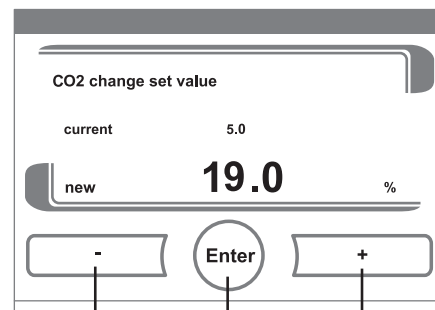 CO2 change set value
current 5.0
new 19.0 %
- Enter +